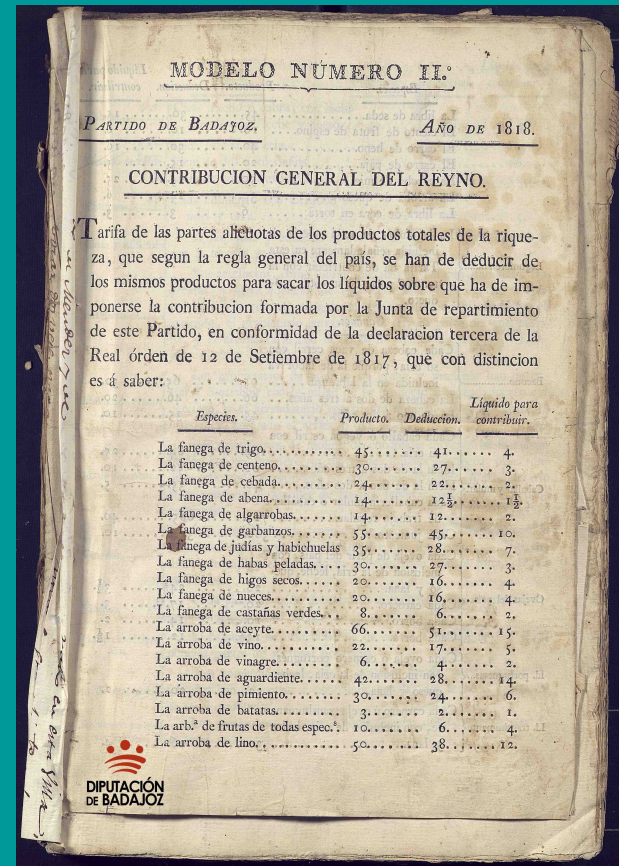 MODELO NÚMERO II.º
PARTIDO DE BADAJOZ. AÑO DE 1818.
CONTRIBUCION GENERAL DEL REYNO.
Tarifa de las partes alicuotas de los productos totales de la rique-
za, que segun la regla general del país, se han de deducir de
los mismos productos para sacar los líquidos sobre que ha de im-
ponerse la contribucion formada por la Junta de repartimiento
de este Partido, en conformidad de la declaracion tercera de la
Real órden de 12 de Setiembre de 1817, que con distincion
es á saber:
Especies. Producto. Deduccion. Líquido para contribuir.
La fanega de trigo............ 45....... 41...... 4.
La fanega de centeno.......... 30....... 27...... 3.
La fanega de cebada.......... 24....... 22...... 2.
La fanega de abena........... 14....... 12½...... 1½.
La fanega de algarrobas....... 14....... 12...... 2.
La fanega de garbanzos....... 55....... 45...... 10.
La fanega de judías y habichuelas 35....... 28...... 7.
La fanega de habas peladas... 30....... 27...... 3.
La fanega de higos secos...... 20....... 16...... 4.
La fanega de nueces.......... 20....... 16...... 4.
La fanega de castañas verdes... 8....... 6...... 2.
La arroba de aceyte.......... 66....... 51...... 15.
La arroba de vino............ 22....... 17...... 5.
La arroba de vinagre......... 6....... 4...... 2.
La arroba de aguardiente...... 42....... 28...... 14.
La arroba de pimiento........ 30....... 24...... 6.
La arroba de batatas.......... 3....... 2...... 1.
La arb.ª de frutas de todas espec.ˢ. 10....... 6...... 4.
La arroba de lino............. 50....... 38...... 12.
DIPUTACIÓN
DE BADAJOZ